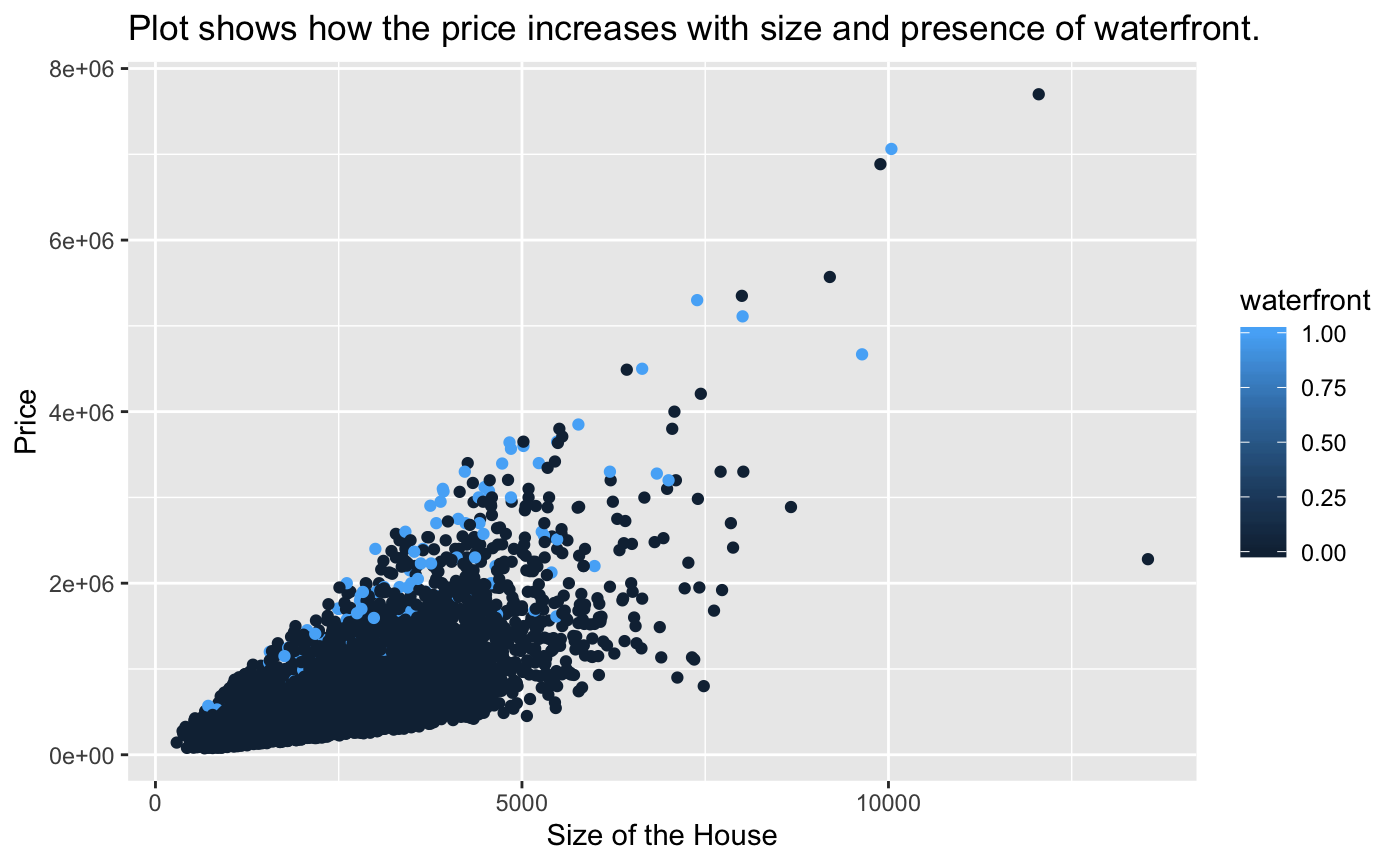 Plot shows how the price increases with size and presence of waterfront.
8e+06
6e+06
4e+06
2e+06
0e+00
Price
0
5000
10000
Size of the House
waterfront
1.00
0.75
0.50
0.25
0.00